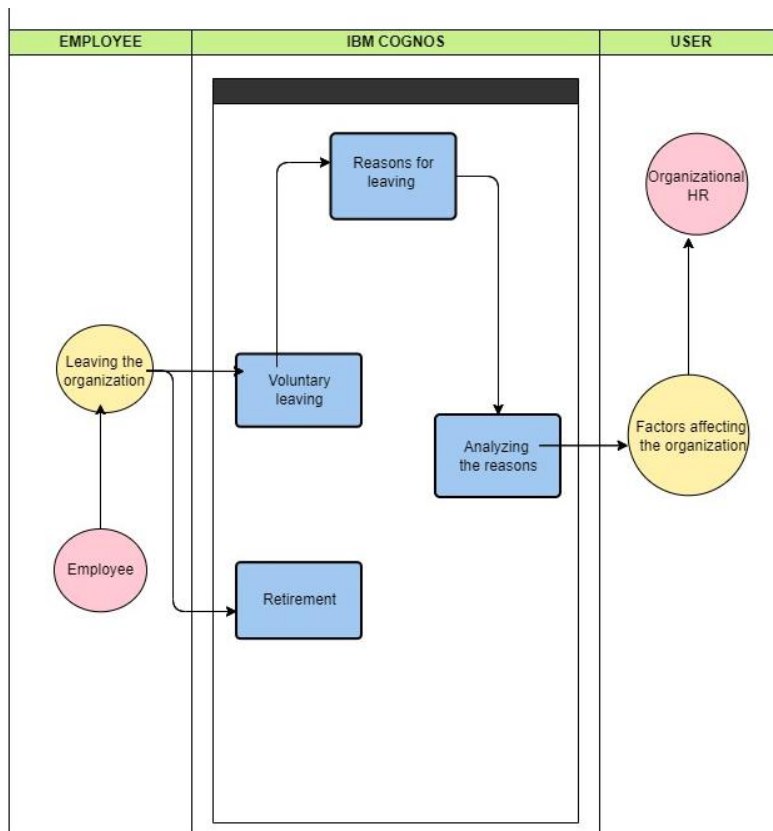 EMPLOYEE
IBM COGNOS
USER
Reasons for
leaving
Organizational
HR
Leaving the
organization
Voluntary
leaving
Analyzing
the reasons
Factors affecting
the organization
Employee
Retirement